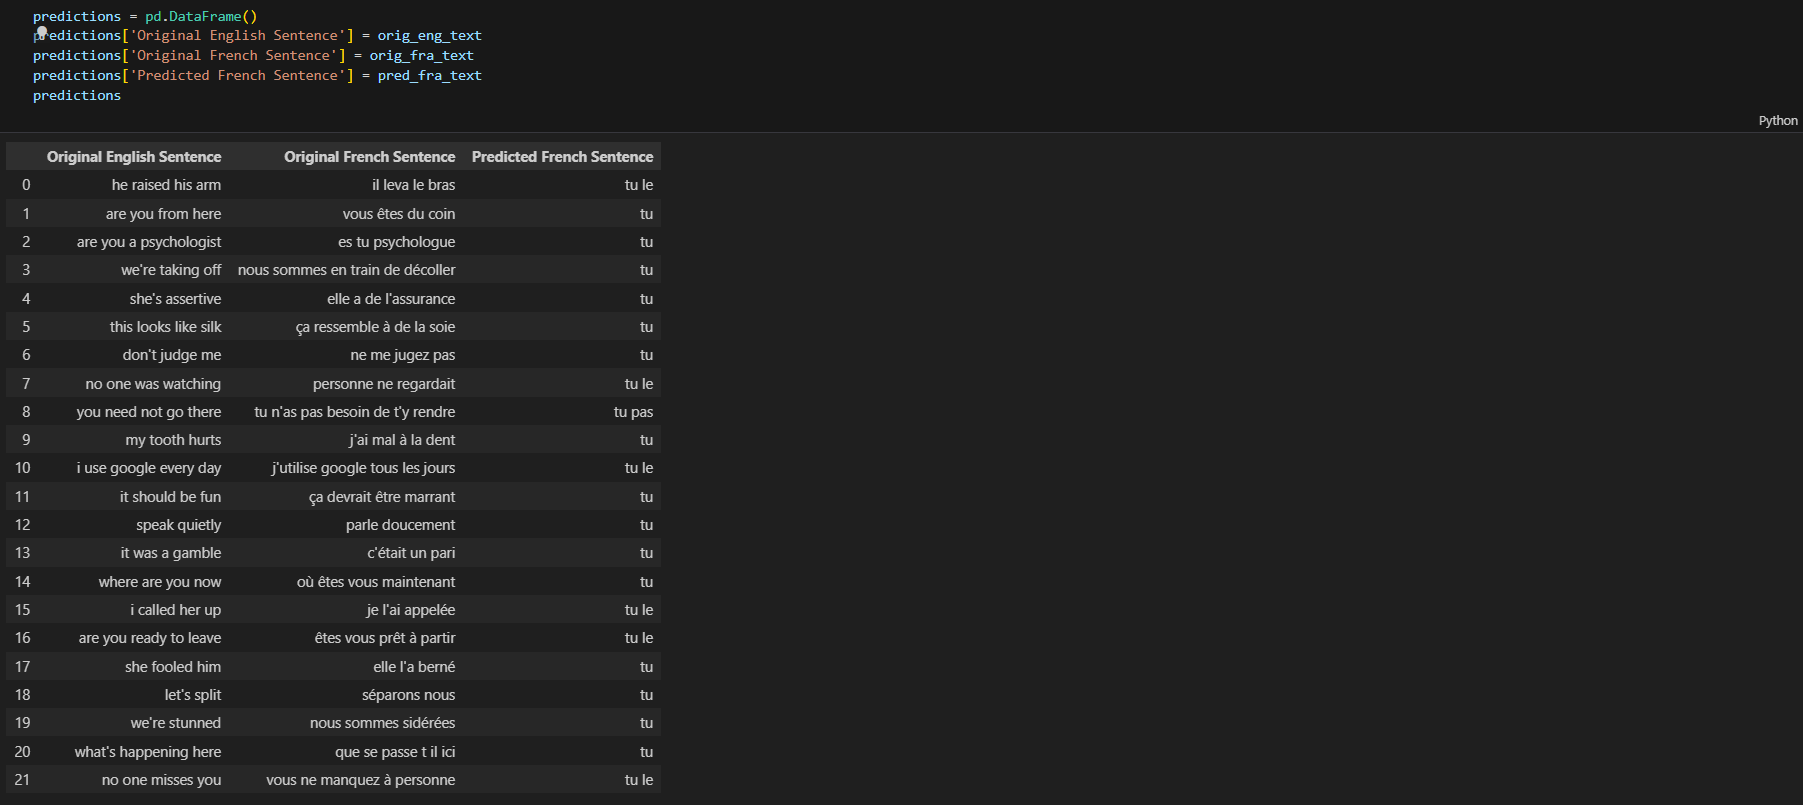 predictions = pd.DataFrame()
predictions['Original English Sentence'] = orig_eng_text
predictions['Original French Sentence'] = orig_fra_text
predictions['Predicted French Sentence'] = pred_fra_text
predictions
Python
Original English Sentence Original French Sentence Predicted French Sentence
0 he raised his arm il leva le bras tu le
1 are you from here vous êtes du coin tu
2 are you a psychologist es tu psychologue tu
3 we're taking off nous sommes en train de décoller tu
4 she's assertive elle a de l'assurance tu
5 this looks like silk ça ressemble à de la soie tu
6 don't judge me ne me jugez pas tu
7 no one was watching personne ne regardait tu le
8 you need not go there tu n'as pas besoin de t'y rendre tu pas
9 my tooth hurts j'ai mal à la dent tu
10 i use google every day j'utilise google tous les jours tu le
11 it should be fun ça devrait être marrant tu
12 speak quietly parle doucement tu
13 it was a gamble c'était un pari tu
14 where are you now où êtes vous maintenant tu
15 i called her up je l'ai appelée tu le
16 are you ready to leave êtes vous prêt à partir tu le
17 she fooled him elle l'a berné tu
18 let's split séparons nous tu
19 we're stunned nous sommes sidérées tu
20 what's happening here que se passe t il ici tu
21 no one misses you vous ne manquez à personne tu le